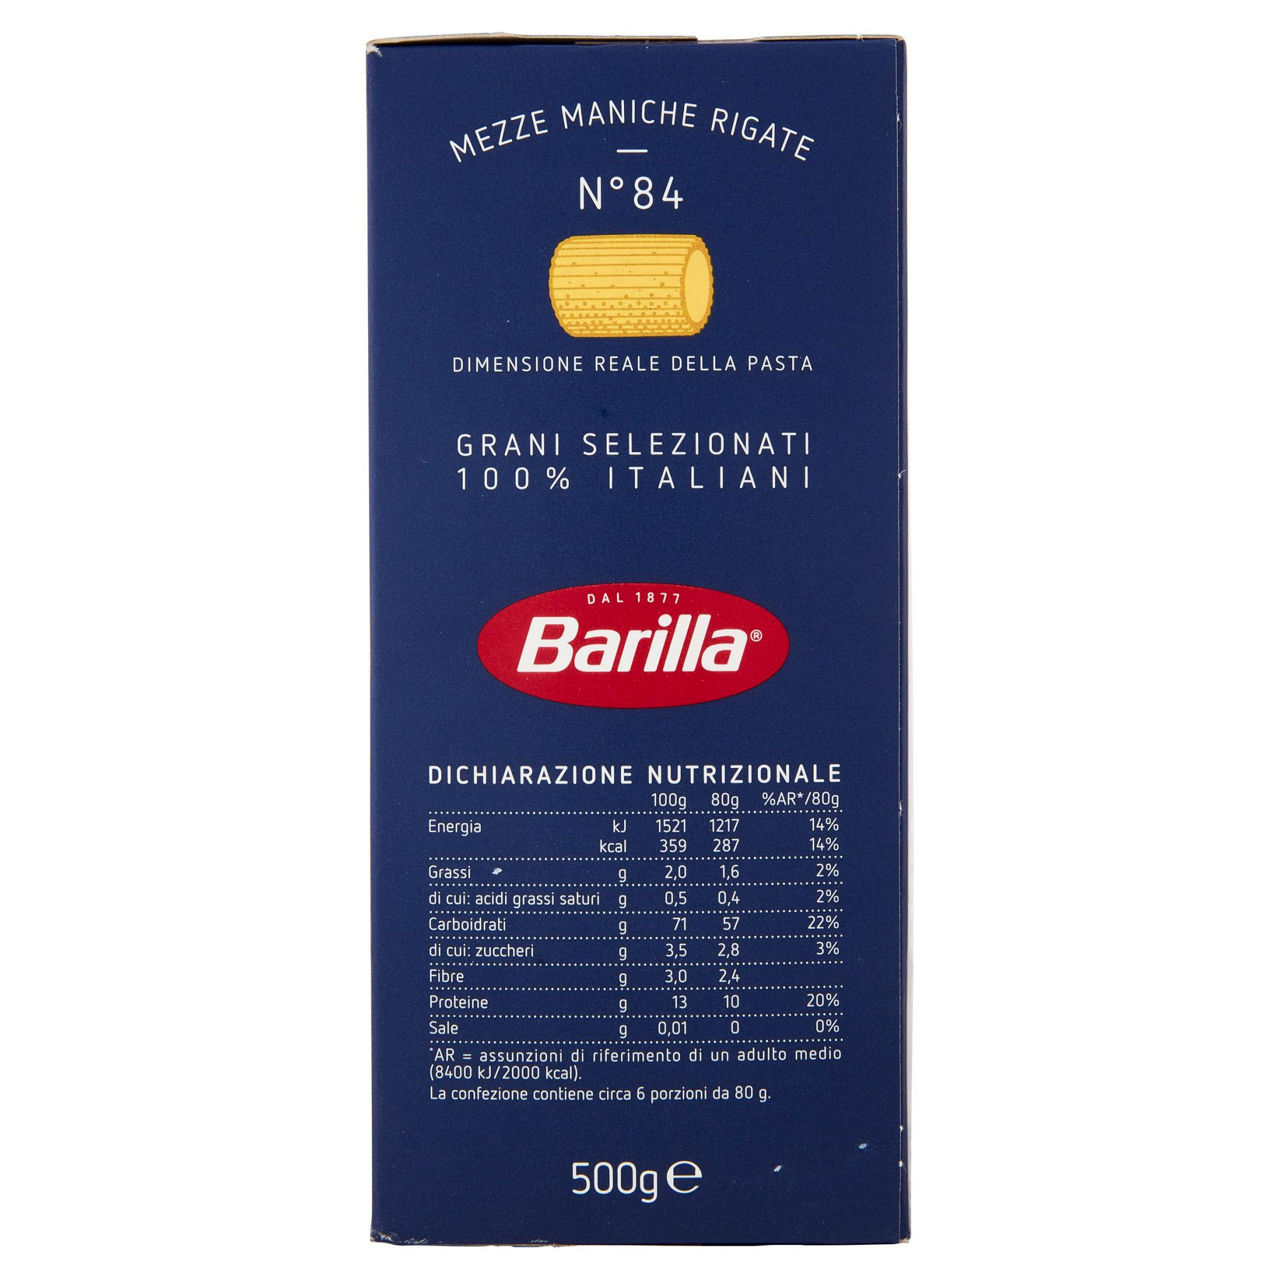 MEZZE MANICHE RIGATE
N°84
DIMENSIONE REALE DELLA PASTA
GRANI SELEZIONATI
100% ITALIANI
DAL 1877
Barilla®
DICHIARAZIONE NUTRIZIONALE
100g 80g %AR*/80g
Energia kJ 1521 1217 14%
kcal 359 287 14%
Grassi g 2,0 1,6 2%
di cui: acidi grassi saturi g 0,5 0,4 2%
Carboidrati g 71 57 22%
di cui: zuccheri g 3,5 2,8 3%
Fibre g 3,0 2,4
Proteine g 13 10 20%
Sale g 0,01 0 0%
*AR = assunzioni di riferimento di un adulto medio
(8400 kJ/2000 kcal).
La confezione contiene circa 6 porzioni da 80 g.
500g ℮